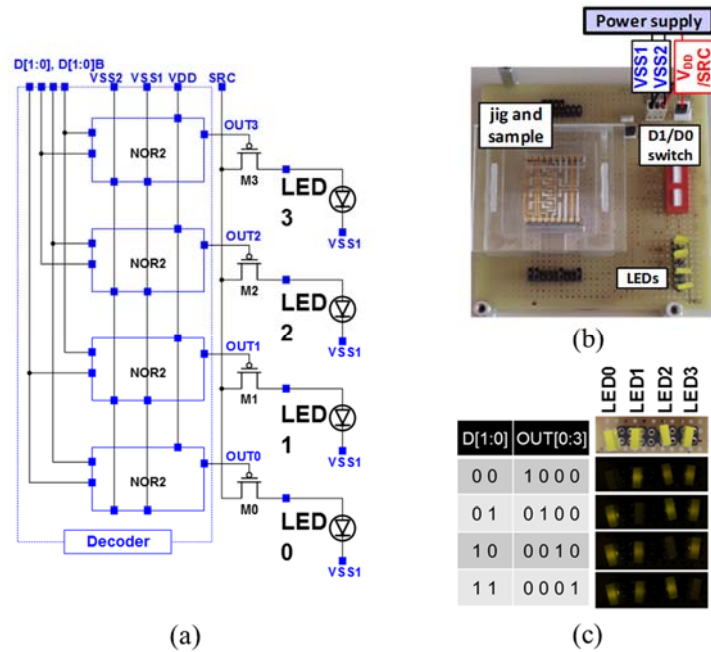 D[1:0], D[1:0]B
VSS2 VSS1 VDD SRC
OUT3
NOR2
M3
LED
3
VSS1
OUT2
NOR2
M2
LED
2
VSS1
OUT1
NOR2
M1
LED
1
VSS1
OUT0
NOR2
M0
LED
0
VSS1
Decoder
(a)
Power supply
VSS1
VSS2
VDD
/SRC
jig and
sample
D1/D0
switch
LEDs
(b)
LED0 LED1 LED2 LED3
D[1:0] OUT[0:3]
0 0 1 0 0 0
0 1 0 1 0 0
1 0 0 0 1 0
1 1 0 0 0 1
(c)